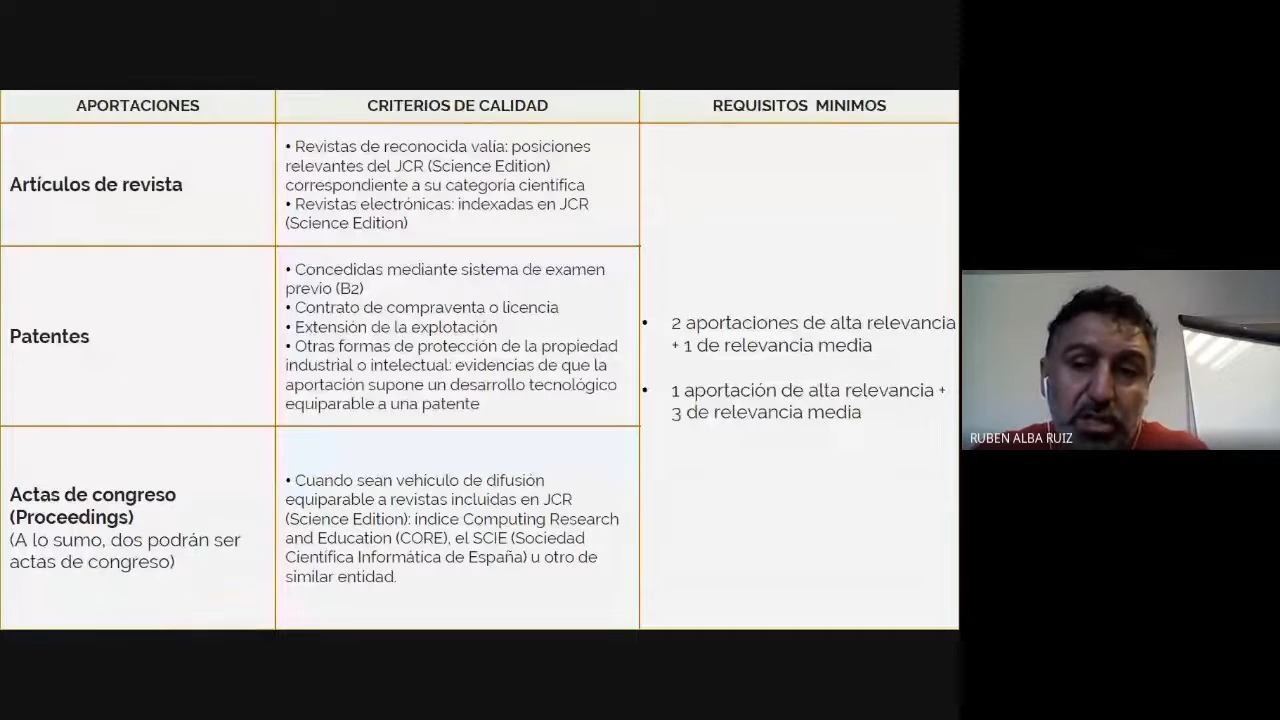 APORTACIONES
CRITERIOS DE CALIDAD
REQUISITOS MINIMOS
Artículos de revista
• Revistas de reconocida valía: posiciones
relevantes del JCR (Science Edition)
correspondiente a su categoría científica
• Revistas electrónicas: indexadas en JCR
(Science Edition)
Patentes
• Concedidas mediante sistema de examen
previo (B2)
• Contrato de compraventa o licencia
• Extensión de la explotación
• Otras formas de protección de la propiedad
industrial o intelectual: evidencias de que la
aportación supone un desarrollo tecnológico
equiparable a una patente
• 2 aportaciones de alta relevancia
+ 1 de relevancia media
• 1 aportación de alta relevancia +
3 de relevancia media
Actas de congreso
(Proceedings)
(A lo sumo, dos podrán ser
actas de congreso)
• Cuando sean vehículo de difusión
equiparable a revistas incluidas en JCR
(Science Edition): índice Computing Research
and Education (CORE), el SCIE (Sociedad
Científica Informática de España) u otro de
similar entidad.
RUBEN ALBA RUIZ